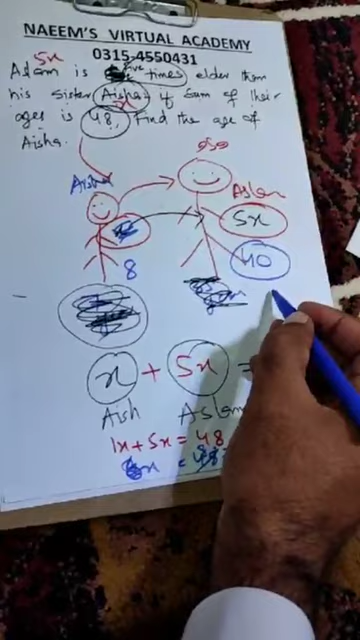 NAEEM'S VIRTUAL ACADEMY
0315-4550431
5x
Aslam is five times elder than
his sister Aisha if sum of their
x
ages is 48, Find the age of
Aisha.
Aisha
Aslam
5x
8
40
x + 5x =
Aish Aslam
1x + 5x = 48
x =